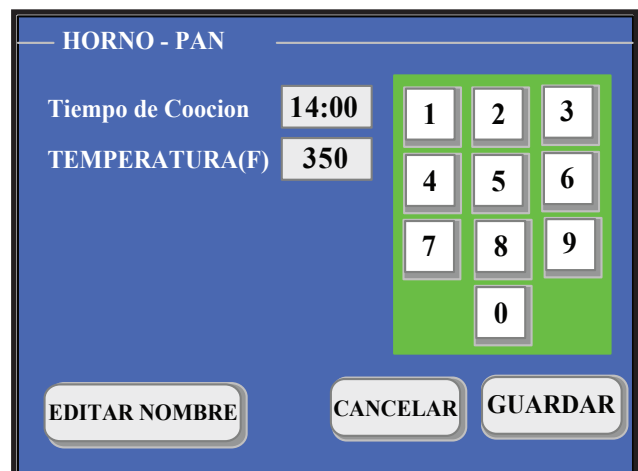 HORNO - PAN
Tiempo de Coocion 14:00
TEMPERATURA(F) 350
1 2 3
4 5 6
7 8 9
0
EDITAR NOMBRE CANCELAR GUARDAR